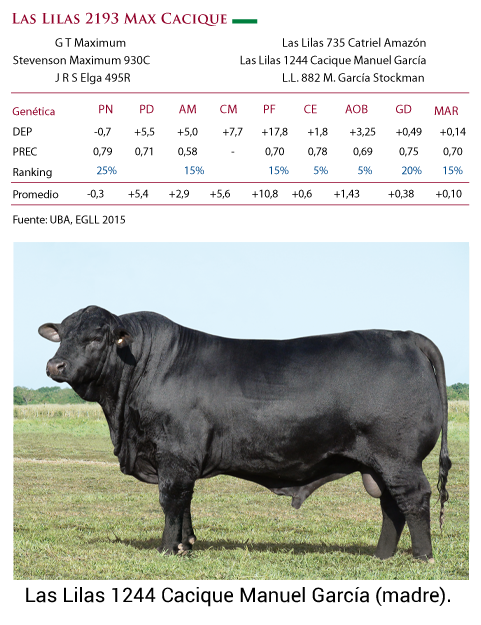 Las Lilas 2193 Max Cacique
G T Maximum
Stevenson Maximum 930C
J R S Elga 495R
Las Lilas 735 Catriel Amazón
Las Lilas 1244 Cacique Manuel García
L.L. 882 M. García Stockman
Genética PN PD AM CM PF CE AOB GD MAR
DEP -0,7 +5,5 +5,0 +7,7 +17,8 +1,8 +3,25 +0,49 +0,14
PREC 0,79 0,71 0,58 - 0,70 0,78 0,69 0,75 0,70
Ranking 25% 15% 15% 5% 5% 20% 15%
Promedio -0,3 +5,4 +2,9 +5,6 +10,8 +0,6 +1,43 +0,38 +0,10
Fuente: UBA, EGLL 2015
Las Lilas 1244 Cacique Manuel García (madre).